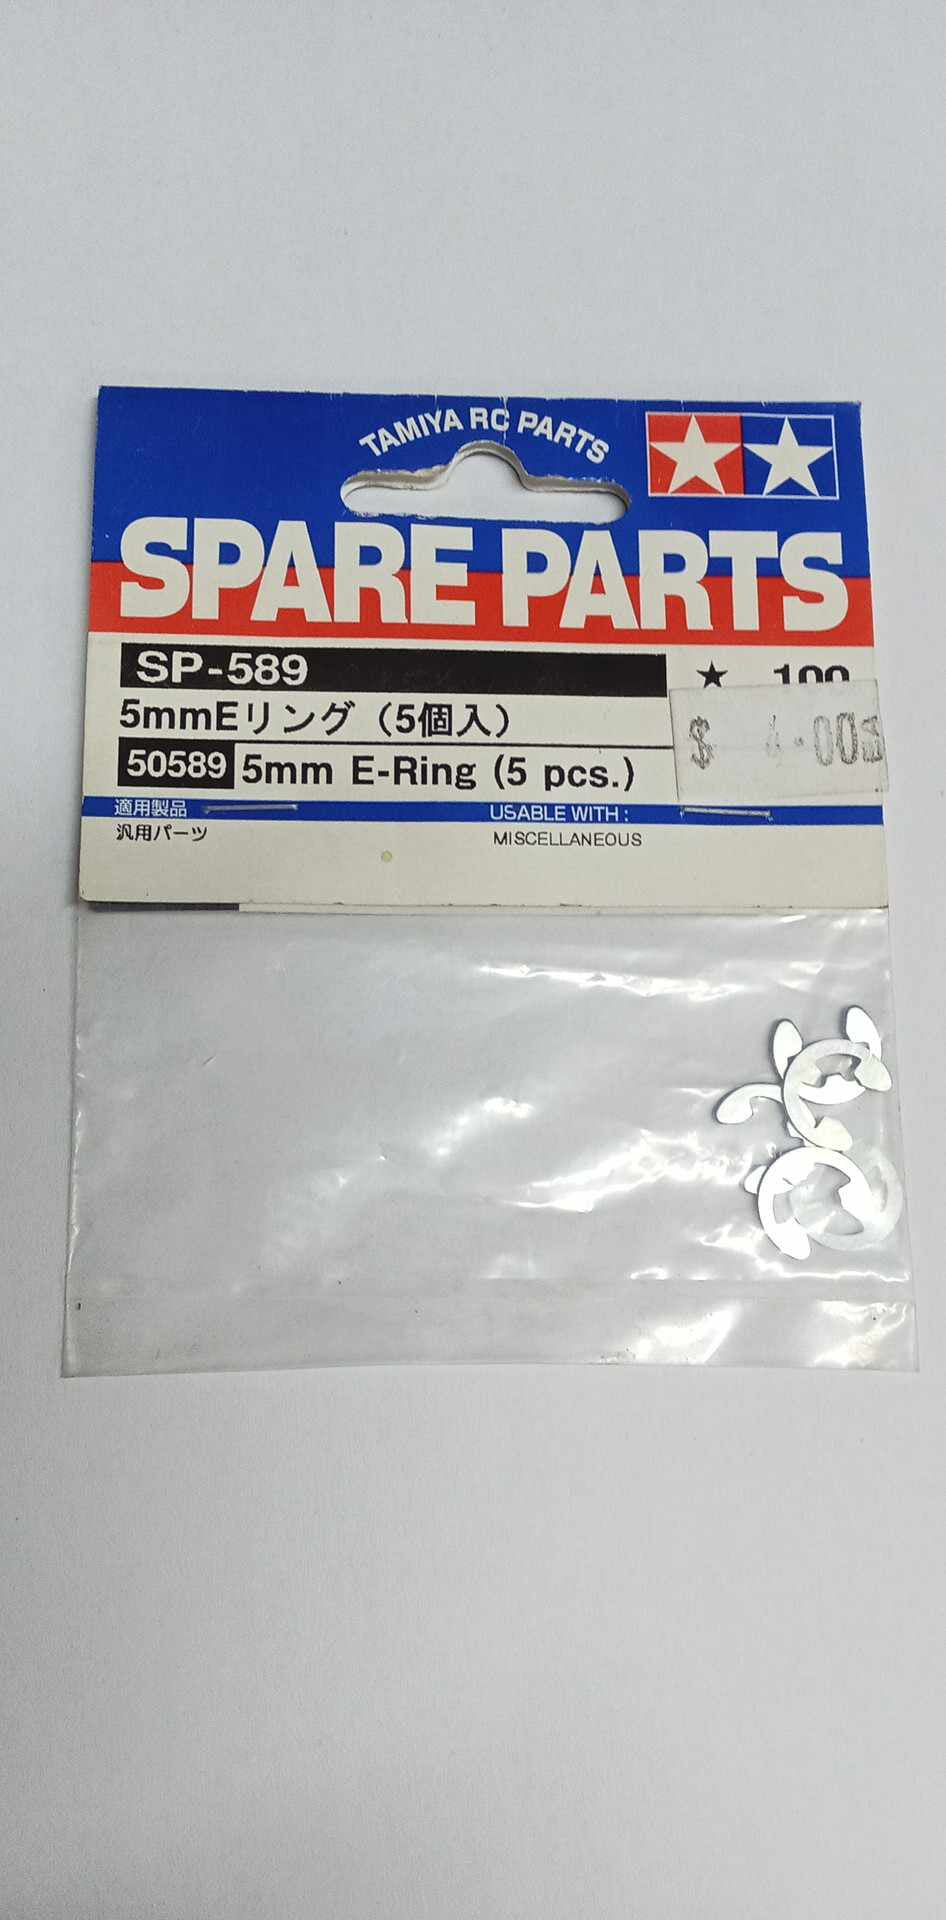 TAMIYA RC PARTS
SPARE PARTS
SP-589
★ 100
5mmEリング（5個入）
$ 4.00
50589 5mm E-Ring (5 pcs.)
適用製品 USABLE WITH :
汎用パーツ MISCELLANEOUS